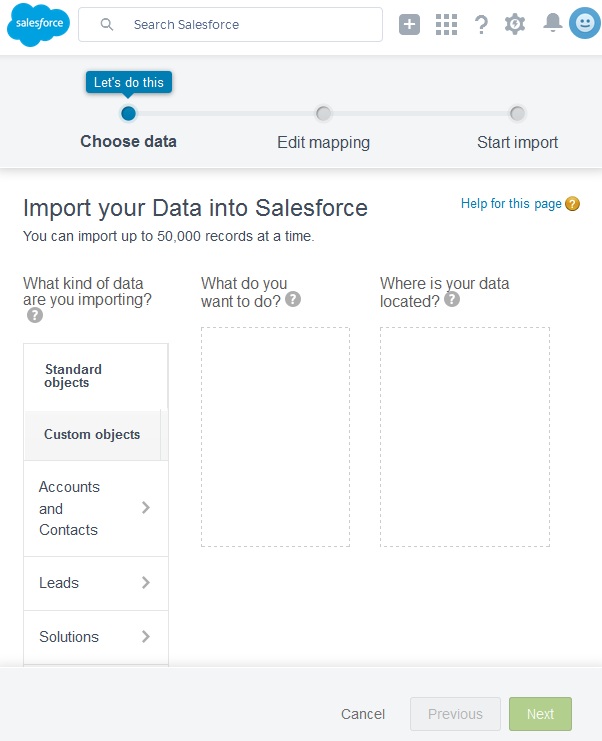 salesforce
Search Salesforce
Let's do this
Choose data
Edit mapping
Start import
Import your Data into Salesforce
Help for this page ?
You can import up to 50,000 records at a time.
What kind of data
are you importing?
?
What do you
want to do? ?
Where is your data
located? ?
Standard
objects
Custom objects
Accounts
and
Contacts
Leads
Solutions
Cancel
Previous
Next